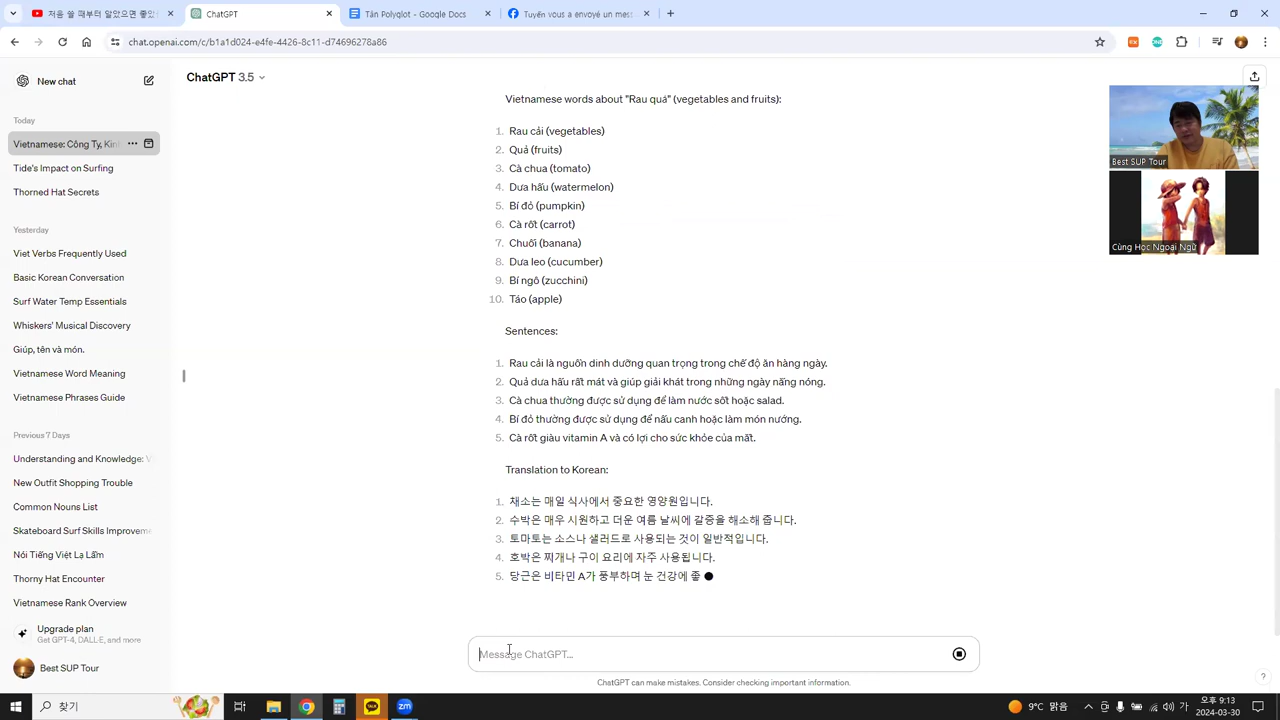 지금 쓸 때부터 알았으면 좋았
ChatGPT
Tấn Polyglot - Google Docs
Tuyến vous a envoyé un mess
chat.openai.com/c/b1a1d024-e4fe-4426-8c11-d74696278a86
New chat
ChatGPT 3.5
Today
Vietnamese: Công Ty, Kinh
Tide's Impact on Surfing
Thorned Hat Secrets
Yesterday
Viet Verbs Frequently Used
Basic Korean Conversation
Surf Water Temp Essentials
Whiskers' Musical Discovery
Giúp, tên và món.
Vietnamese Word Meaning
Vietnamese Phrases Guide
Previous 7 Days
Understanding and Knowledge: V
New Outfit Shopping Trouble
Common Nouns List
Skateboard Surf Skills Improveme
Nói Tiếng Việt Lạ Lẫm
Thorny Hat Encounter
Vietnamese Rank Overview
Upgrade plan
Get GPT-4, DALL·E, and more
Best SUP Tour
Vietnamese words about "Rau quả" (vegetables and fruits):
1. Rau cải (vegetables)
2. Quả (fruits)
3. Cà chua (tomato)
4. Dưa hấu (watermelon)
5. Bí đỏ (pumpkin)
6. Cà rốt (carrot)
7. Chuối (banana)
8. Dưa leo (cucumber)
9. Bí ngô (zucchini)
10. Táo (apple)
Sentences:
1. Rau cải là nguồn dinh dưỡng quan trọng trong chế độ ăn hàng ngày.
2. Quả dưa hấu rất mát và giúp giải khát trong những ngày nắng nóng.
3. Cà chua thường được sử dụng để làm nước sốt hoặc salad.
4. Bí đỏ thường được sử dụng để nấu canh hoặc làm món nướng.
5. Cà rốt giàu vitamin A và có lợi cho sức khỏe của mắt.
Translation to Korean:
1. 채소는 매일 식사에서 중요한 영양원입니다.
2. 수박은 매우 시원하고 더운 여름 날씨에 갈증을 해소해 줍니다.
3. 토마토는 소스나 샐러드로 사용되는 것이 일반적입니다.
4. 호박은 찌개나 구이 요리에 자주 사용됩니다.
5. 당근은 비타민 A가 풍부하며 눈 건강에 좋
Message ChatGPT...
ChatGPT can make mistakes. Consider checking important information.
Best SUP Tour
Cùng Học Ngoại Ngữ
찾기
TALK
zm
9°C 맑음
가
오후 9:13
2024-03-30